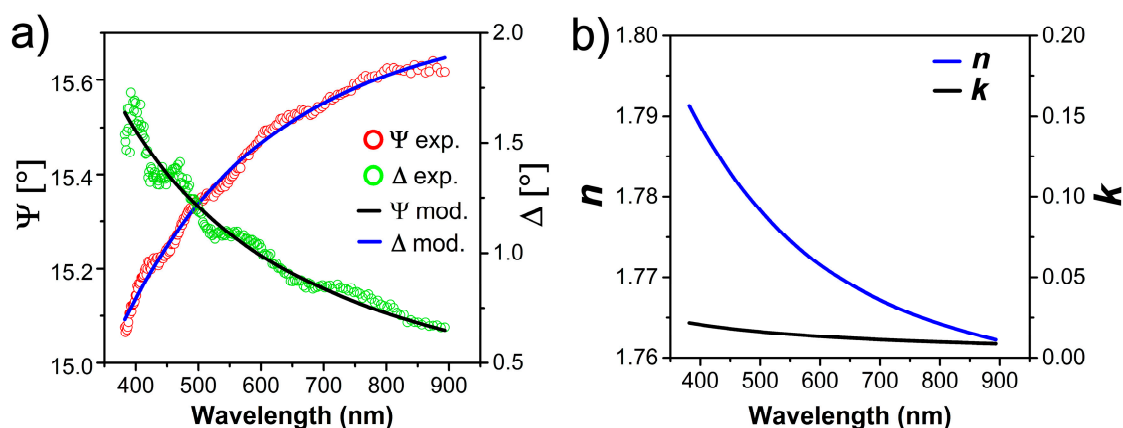 a)
Ψ [°]
15.6
15.4
15.2
15.0
2.0
1.5
1.0
0.5
Δ [°]
Ψ exp.
Δ exp.
Ψ mod.
Δ mod.
400 500 600 700 800 900
Wavelength (nm)
b)
n
1.80
1.79
1.78
1.77
1.76
0.20
0.15
0.10
0.05
0.00
k
n
k
400 500 600 700 800 900
Wavelength (nm)